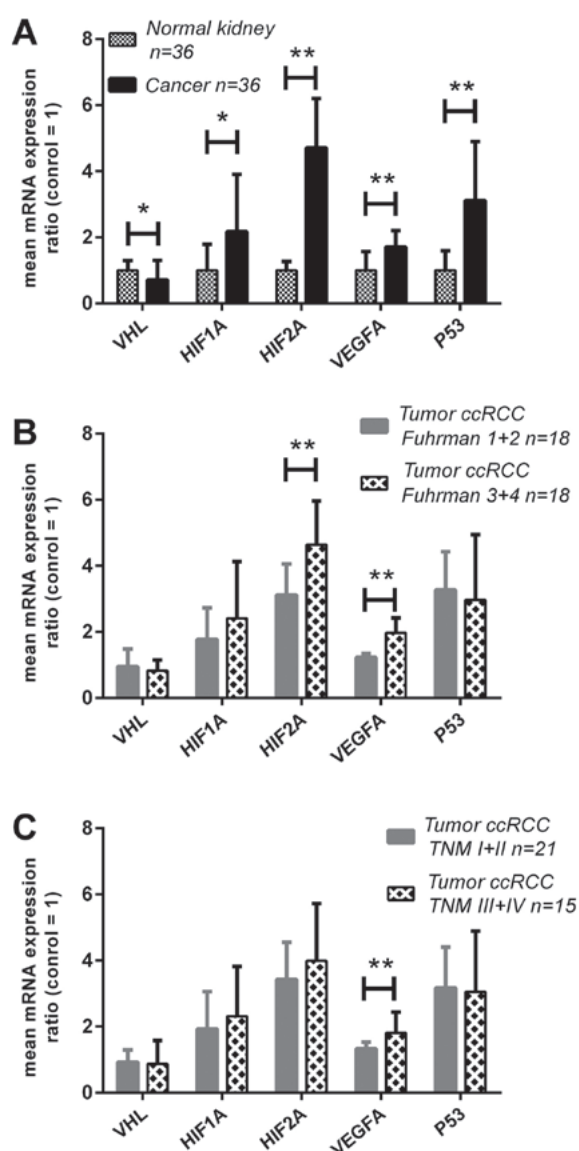 A
Normal kidney
n=36
Cancer n=36
mean mRNA expression
ratio (conrol = 1)
8
6
4
2
0
*
*
**
**
**
VHL
HIF1A
HIF2A
VEGFA
P53
B
Tumor ccRCC
Fuhrman 1+2 n=18
Tumor ccRCC
Fuhrman 3+4 n=18
mean mRNA expression
ratio (conrol = 1)
8
6
4
2
0
**
**
VHL
HIF1A
HIF2A
VEGFA
P53
C
Tumor ccRCC
TNM I+II n=21
Tumor ccRCC
TNM III+IV n=15
mean mRNA expression
ratio (conrol = 1)
8
6
4
2
0
**
VHL
HIF1A
HIF2A
VEGFA
P53